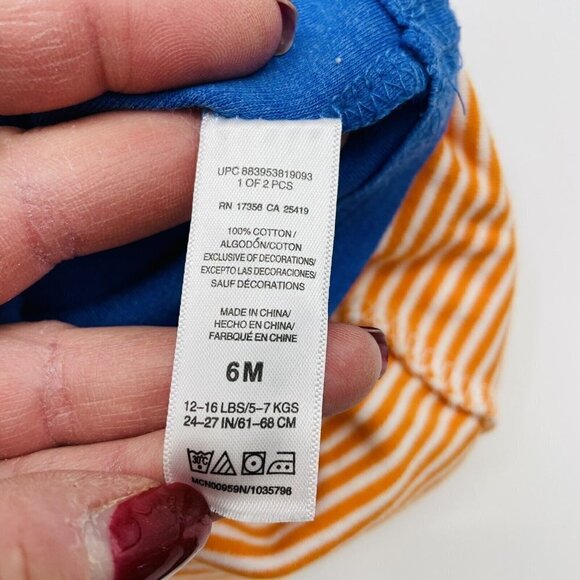 UPC 883953819093
1 OF 2 PCS
RN 17356 CA 25419
100% COTTON/
ALGODÓN/COTON
EXCLUSIVE OF DECORATIONS/
EXCEPTO LAS DECORACIONES/
SAUF DÉCORATIONS
MADE IN CHINA/
HECHO EN CHINA/
FARBQUÉ EN CHINE
6M
12-16 LBS/5-7 KGS
24-27 IN/61-68 CM
30°C
MCN00959N/1035796